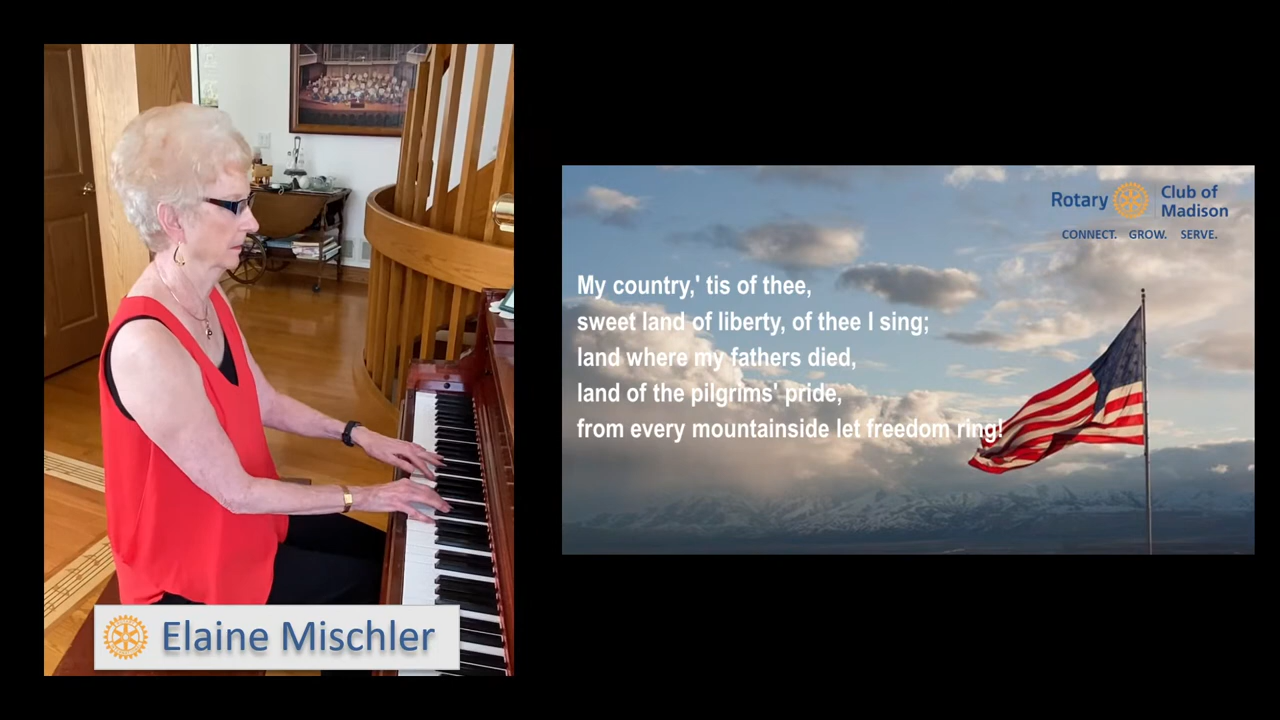 Elaine Mischler
Rotary
Club of
Madison
CONNECT. GROW. SERVE.
My country,' tis of thee,
sweet land of liberty, of thee I sing;
land where my fathers died,
land of the pilgrims' pride,
from every mountainside let freedom ring!